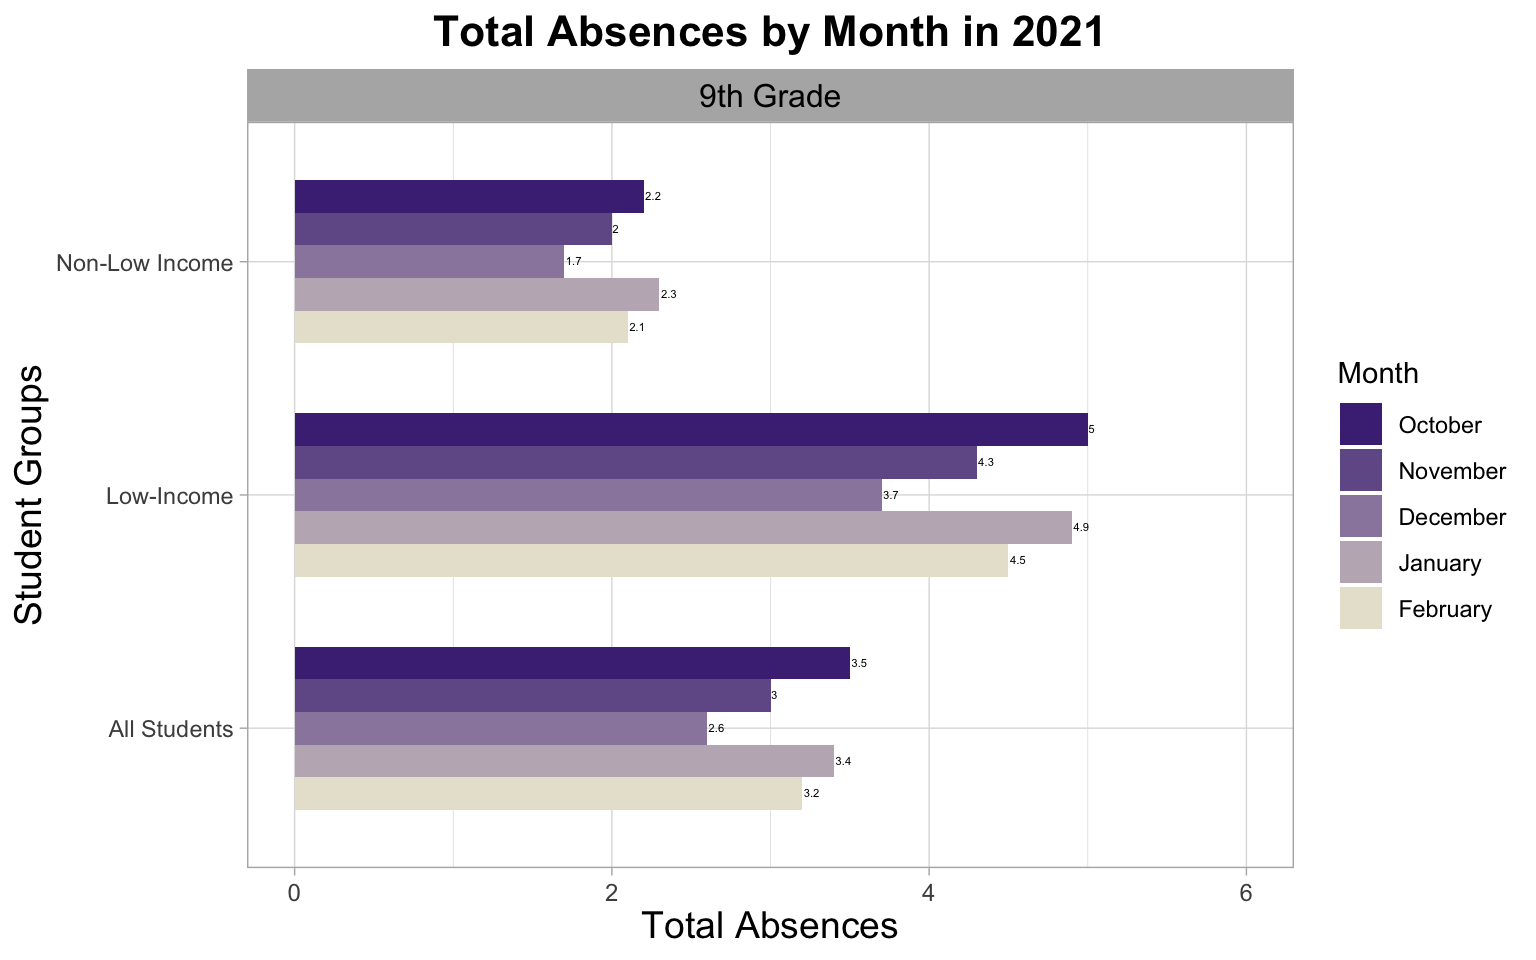 Total Absences by Month in 2021
9th Grade
Student Groups
Non-Low Income
2.2
2
1.7
2.3
2.1
Low-Income
5
4.3
3.7
4.9
4.5
All Students
3.5
3
2.6
3.4
3.2
0 2 4 6
Total Absences
Month
October
November
December
January
February